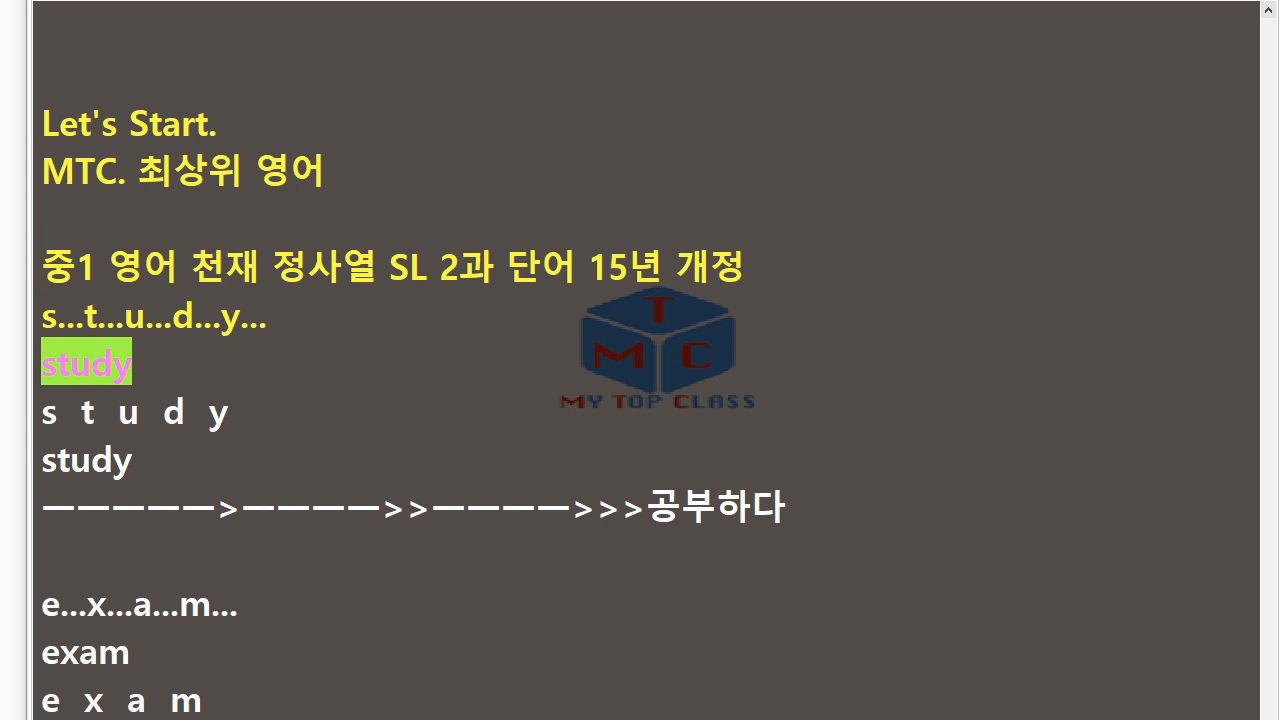 Let's Start.
MTC. 최상위 영어
중1 영어 천재 정사열 SL 2과 단어 15년 개정
s...t...u...d...y...
study
s t u d y
study
ㅡㅡㅡㅡㅡ>ㅡㅡㅡㅡ>>ㅡㅡㅡㅡ>>>공부하다
e...x...a...m...
exam
e x a m
T
M C
MY TOP CLASS